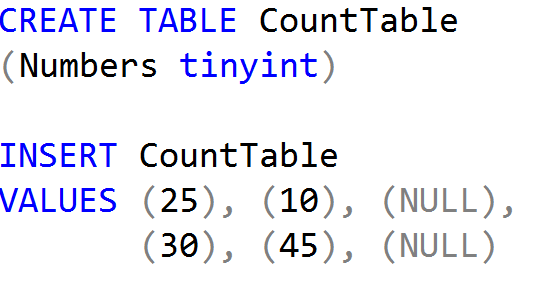 CREATE TABLE CountTable
(Numbers tinyint)
INSERT CountTable
VALUES (25), (10), (NULL),
(30), (45), (NULL)